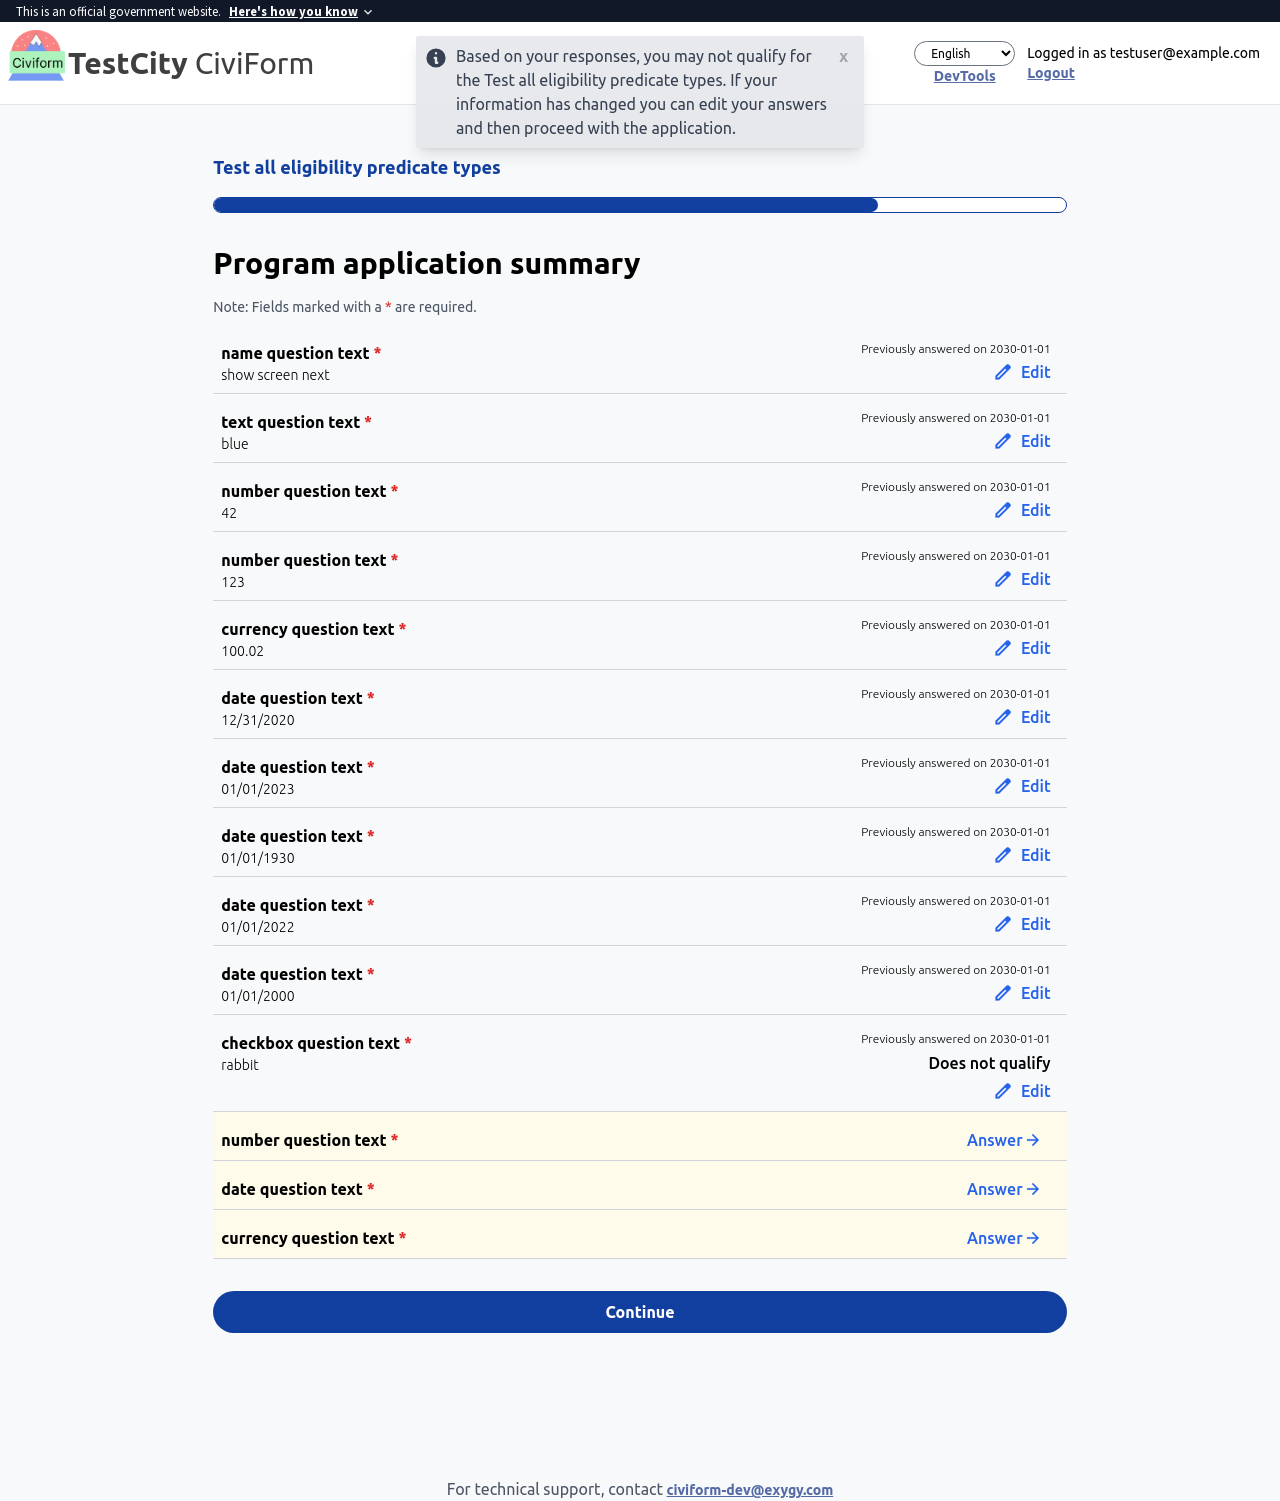 This is an official government website. Here's how you know
Civiform
TestCity CiviForm
Based on your responses, you may not qualify for
the Test all eligibility predicate types. If your
information has changed you can edit your answers
and then proceed with the application.
x
English
DevTools
Logged in as testuser@example.com
Logout
Test all eligibility predicate types
Program application summary
Note: Fields marked with a * are required.
name question text *
show screen next
Previously answered on 2030-01-01
Edit
text question text *
blue
Previously answered on 2030-01-01
Edit
number question text *
42
Previously answered on 2030-01-01
Edit
number question text *
123
Previously answered on 2030-01-01
Edit
currency question text *
100.02
Previously answered on 2030-01-01
Edit
date question text *
12/31/2020
Previously answered on 2030-01-01
Edit
date question text *
01/01/2023
Previously answered on 2030-01-01
Edit
date question text *
01/01/1930
Previously answered on 2030-01-01
Edit
date question text *
01/01/2022
Previously answered on 2030-01-01
Edit
date question text *
01/01/2000
Previously answered on 2030-01-01
Edit
checkbox question text *
rabbit
Previously answered on 2030-01-01
Does not qualify
Edit
number question text *
Answer
date question text *
Answer
currency question text *
Answer
Continue
For technical support, contact civiform-dev@exygy.com